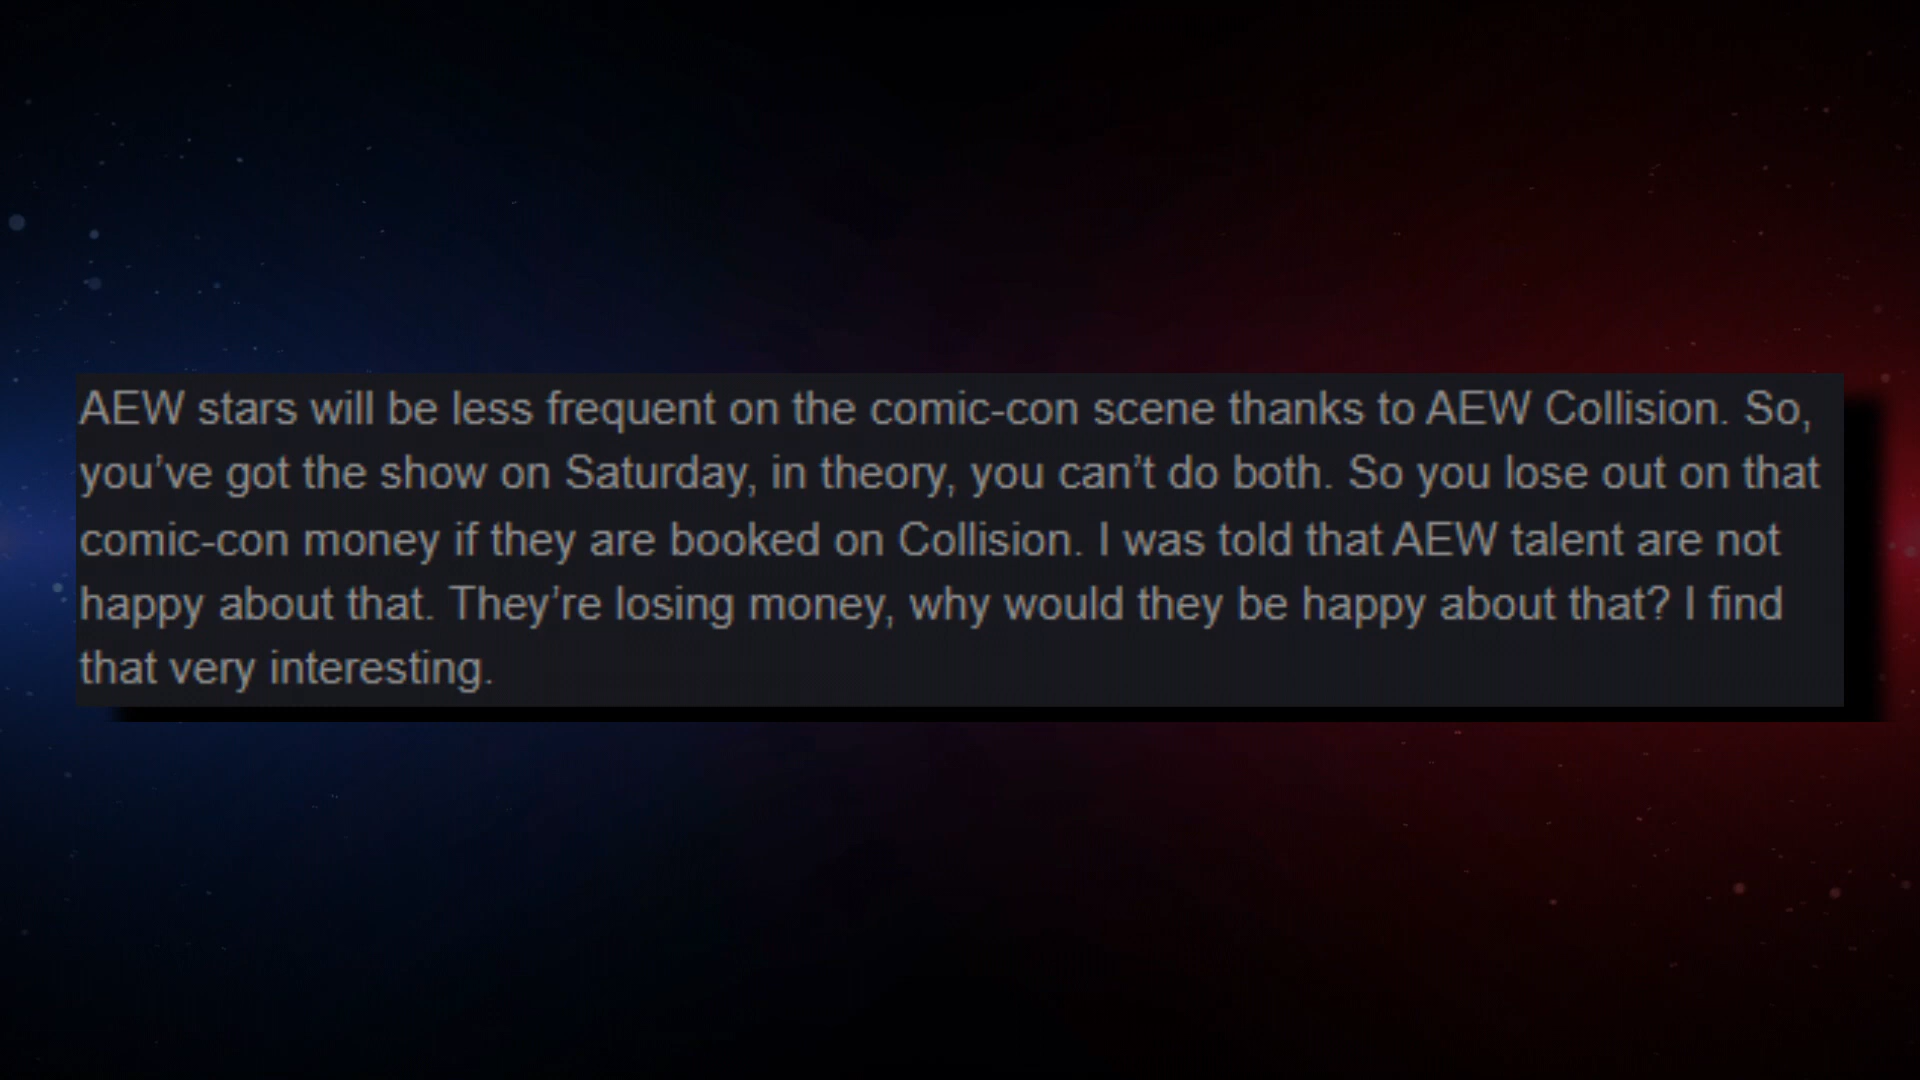 AEW stars will be less frequent on the comic-con scene thanks to AEW Collision. So,
you’ve got the show on Saturday, in theory, you can’t do both. So you lose out on that
comic-con money if they are booked on Collision. I was told that AEW talent are not
happy about that. They’re losing money, why would they be happy about that? I find
that very interesting.